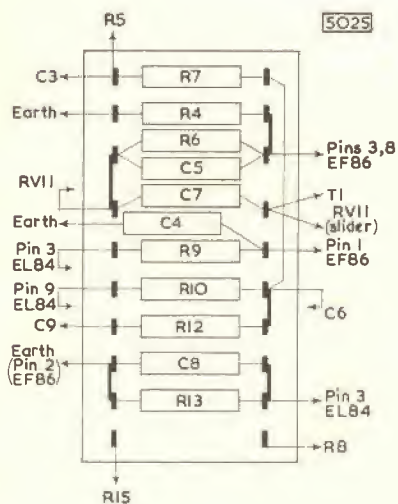 R5
5025
C3
R7
Earth
R4
R6
Pins 3,8
EF86
C5
RV11
C7
T1
RV11
(slider)
Earth
C4
Pin 3
EL84
R9
Pin 1
EF86
Pin 9
EL84
R10
C6
C9
R12
Earth
(Pin 2
EF86)
C8
R13
Pin 3
EL84
R8
R15